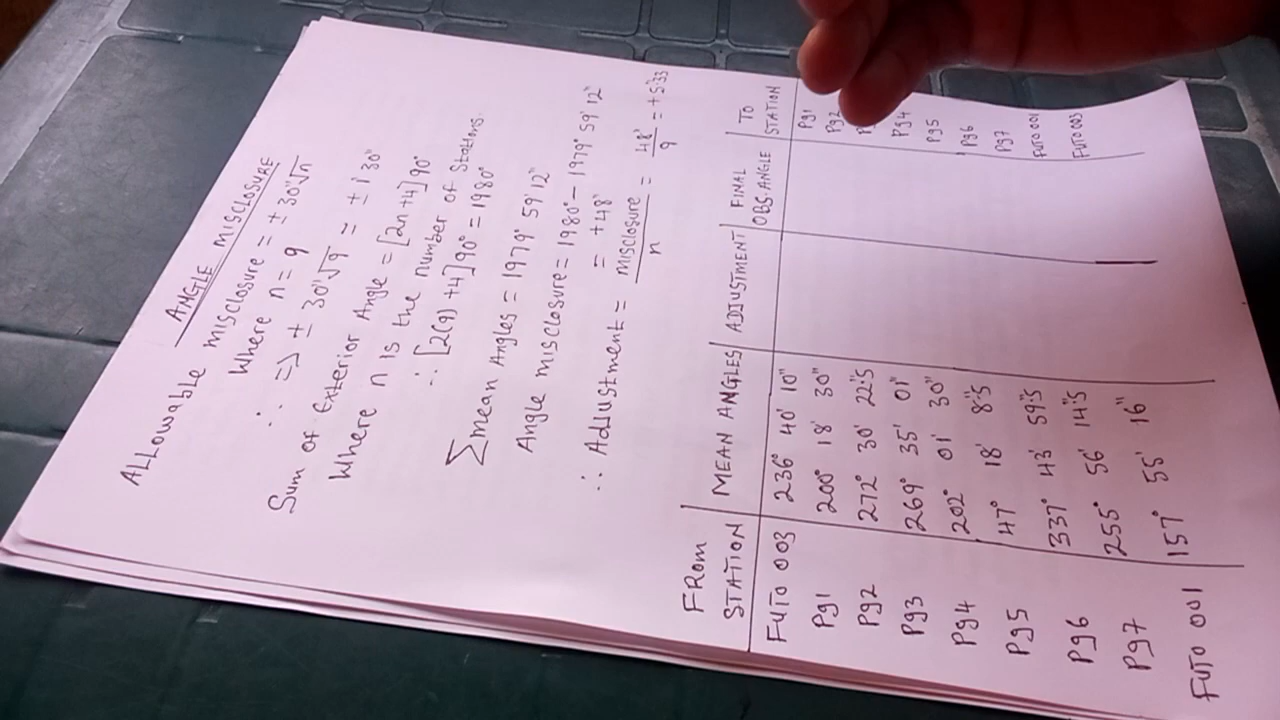 ANGLE MISCLOSURE
Allowable misclosure = ± 30"√n
Where n = 9
∴ => ± 30"√9 = ± 1' 30"
Sum of Exterior Angle = [2n+4]90°
Where n is the number of stations.
∴ [2(9)+4]90° = 1980°
∑mean Angles = 1979° 59' 12"
Angle misclosure = 1980° - 1979° 59' 12"
= +48"
∴ Adjustment = misclosure / n = 48" / 9 = +5.33
FROM STATION | MEAN ANGLES | ADJUSTMENT | FINAL OBS. ANGLE | TO STATION
FUTO 003 236° 40' 10" Pg1
Pg1 200° 18' 30" Pg2
Pg2 272° 30' 22".5
Pg3 269° 35' 01" Pg4
Pg4 202° 01' 30" Pg5
Pg5 47° 18' 8".5 Pg6
Pg6 337° 43' 59".5 Pg7
Pg7 255° 56' 14".5 FUTO 001
FUTO 001 157° 55' 16" FUTO 003